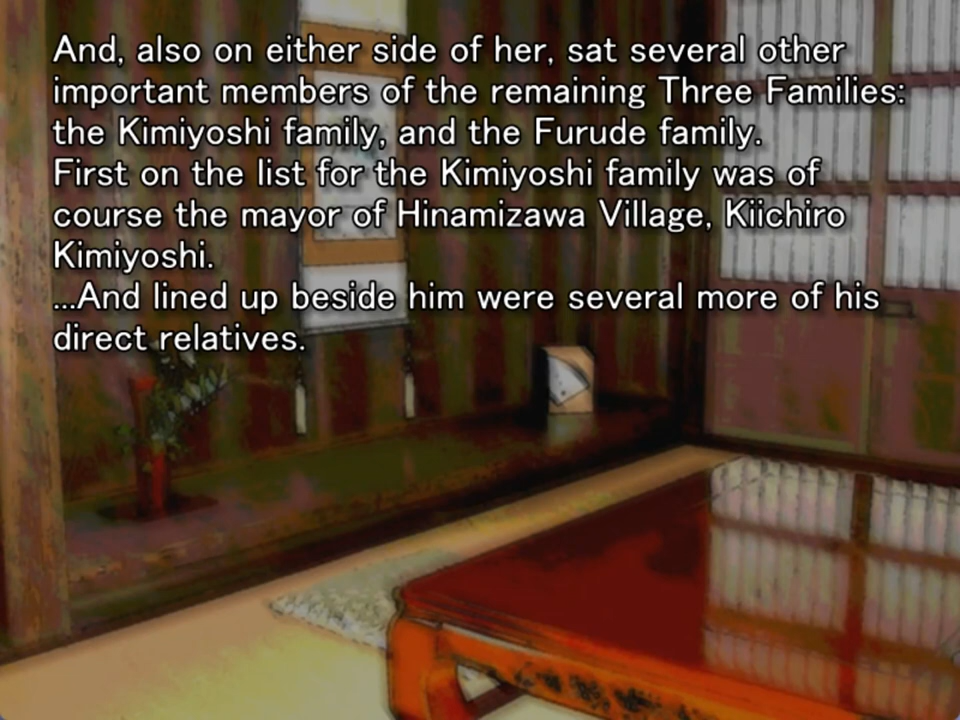 And, also on either side of her, sat several other
important members of the remaining Three Families:
the Kimiyoshi family, and the Furude family.
First on the list for the Kimiyoshi family was of
course the mayor of Hinamizawa Village, Kiichiro
Kimiyoshi.
...And lined up beside him were several more of his
direct relatives.